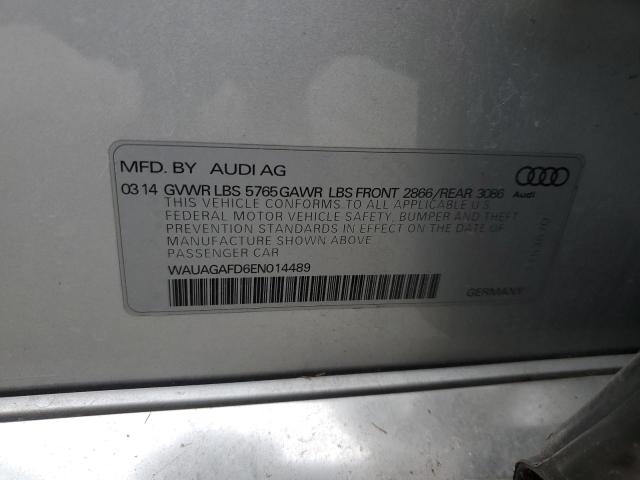 MFD. BY AUDI AG
03 14 GVWR LBS 5765 GAWR LBS FRONT 2866/REAR 3086
Audi
THIS VEHICLE CONFORMS TO ALL APPLICABLE U.S.
FEDERAL MOTOR VEHICLE SAFETY, BUMPER AND THEFT
PREVENTION STANDARDS IN EFFECT ON THE DATE OF
MANUFACTURE SHOWN ABOVE
PASSENGER CAR
WAUAGAFD6EN014489
GERMANY